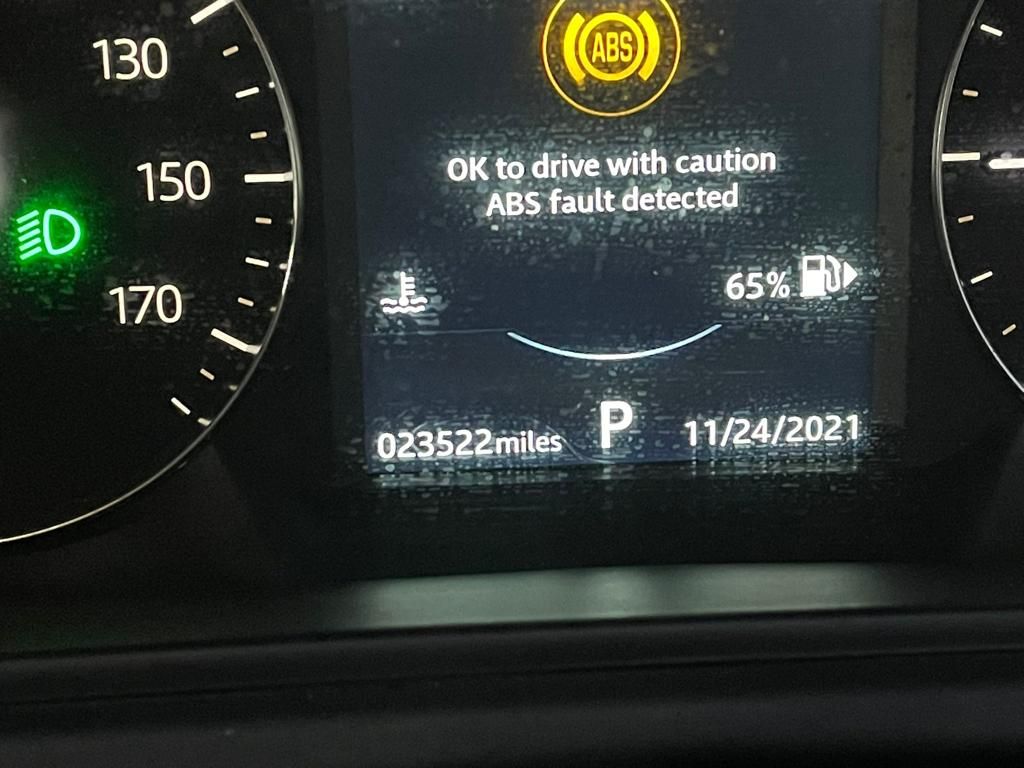 130
150
170
ABS
OK to drive with caution
ABS fault detected
65%
023522miles
P
11/24/2021